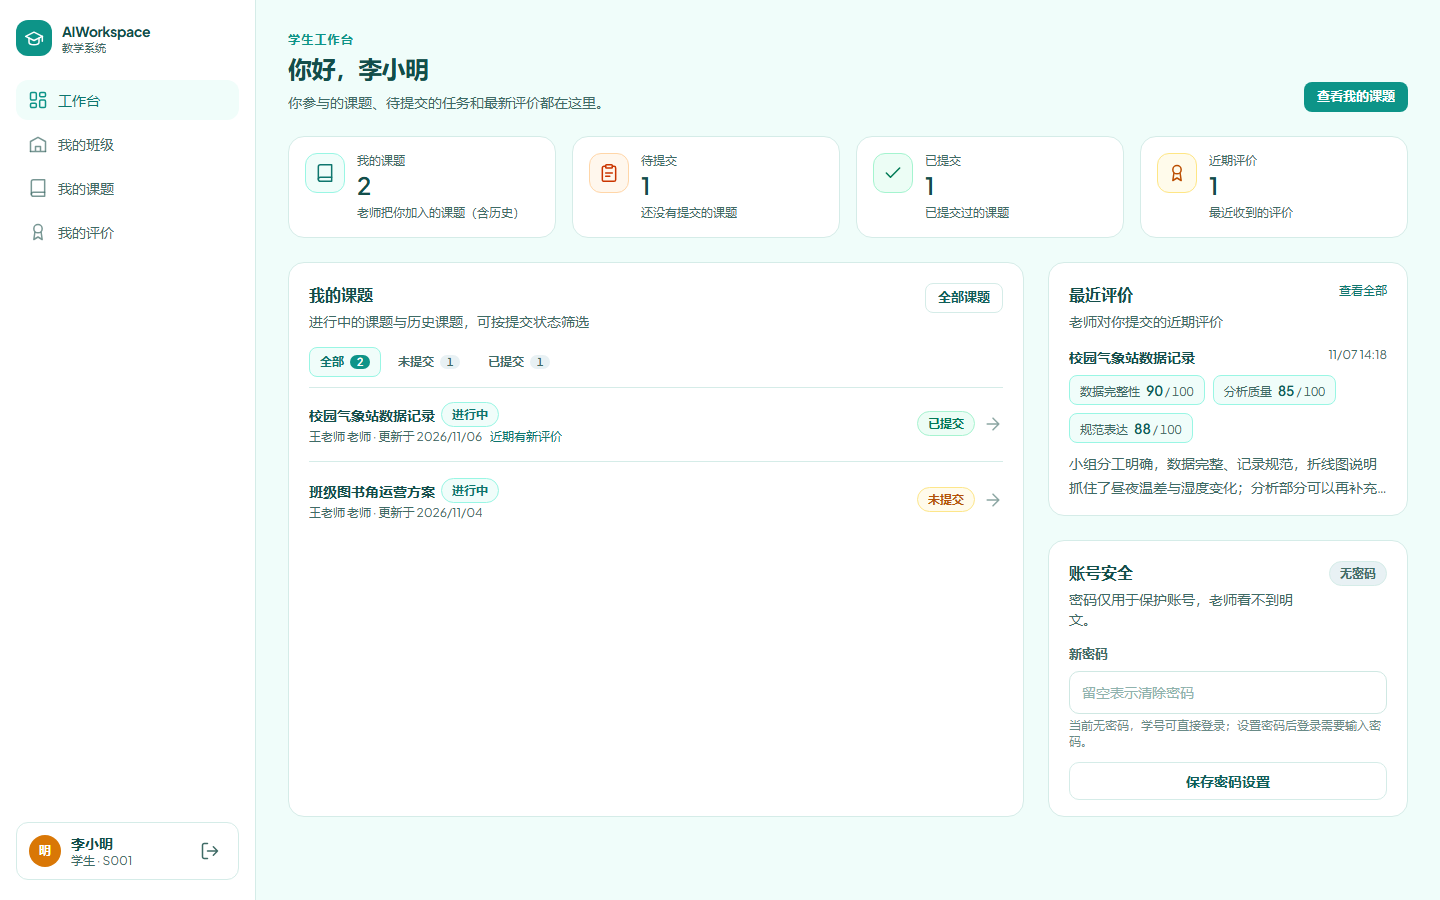 AIWorkspace
教学系统
工作台
我的班级
我的课题
我的评价
明
李小明
学生 · S001
学生工作台
你好，李小明
你参与的课题、待提交的任务和最新评价都在这里。
查看我的课题
我的课题
2
老师把你加入的课题（含历史）
待提交
1
还没有提交的课题
已提交
1
已提交过的课题
近期评价
1
最近收到的评价
我的课题
全部课题
进行中的课题与历史课题，可按提交状态筛选
全部 2 未提交 1 已提交 1
校园气象站数据记录 进行中
王老师 老师 · 更新于 2026/11/06 近期有新评价
已提交
班级图书角运营方案 进行中
王老师 老师 · 更新于 2026/11/04
未提交
最近评价
查看全部
老师对你提交的近期评价
校园气象站数据记录 11/07 14:18
数据完整性 90 / 100 分析质量 85 / 100
规范表达 88 / 100
小组分工明确，数据完整、记录规范，折线图说明
抓住了昼夜温差与湿度变化；分析部分可以再补充...
账号安全
无密码
密码仅用于保护账号，老师看不到明
文。
新密码
留空表示清除密码
当前无密码，学号可直接登录；设置密码后登录需要输入密
码。
保存密码设置